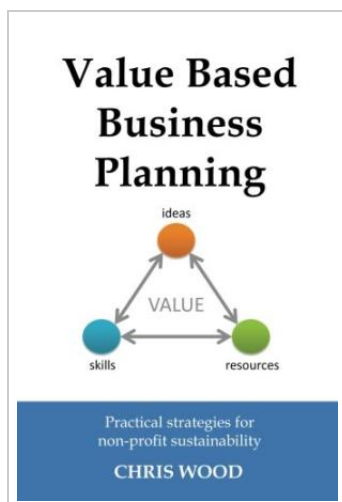 Value Based
Business
Planning
ideas
VALUE
skills
resources
Practical strategies for
non-profit sustainability
CHRIS WOOD